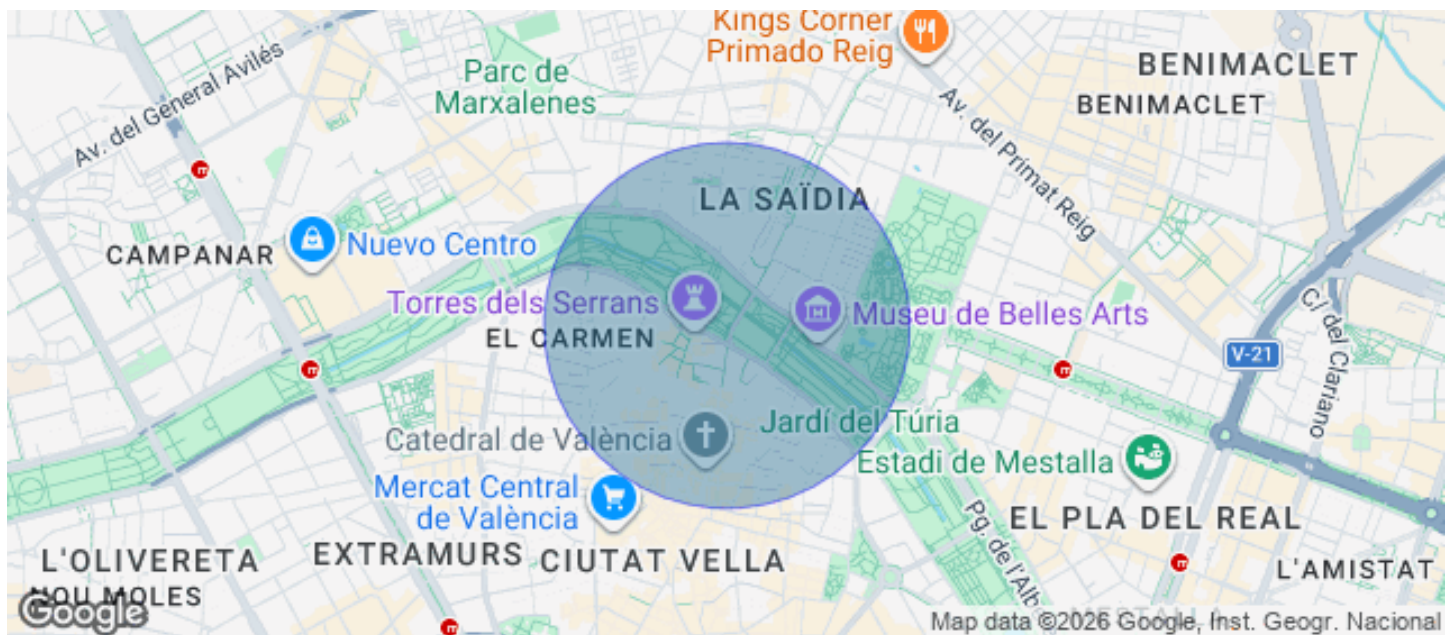 Kings Corner
Primado Reig
Av. del General Avilés
Parc de
Marxalenes
BENIMACLET
BENIMACLET
Av. del Primat Reig
LA SAÏDIA
CAMPANAR
Nuevo Centro
Torres dels Serrans
EL CARMEN
Museu de Belles Arts
C/ del Clariano
V-21
Catedral de València
Jardí del Túria
Estadi de Mestalla
Mercat Central
de València
Pg. de l'Alb
EL PLA DEL REAL
L'OLIVERETA
EXTRAMURS
CIUTAT VELLA
L'AMISTAT
NOU MOLES
MESTALLA
Google
Map data ©2026 Google, Inst. Geogr. Nacional